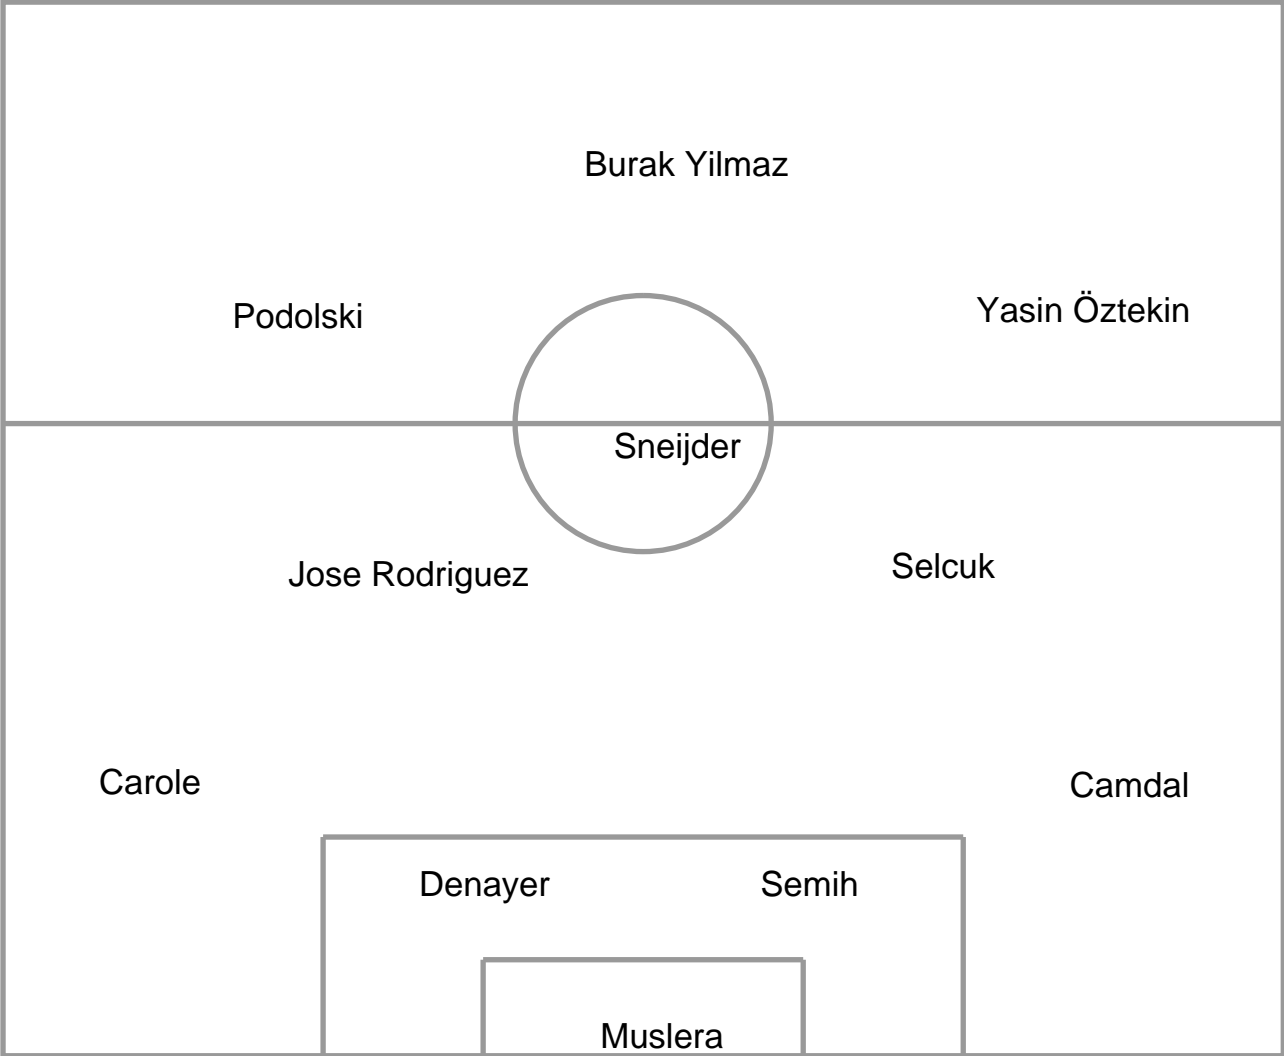 Burak Yilmaz
Podolski
Yasin Öztekin
Sneijder
Jose Rodriguez
Selcuk
Carole
Camdal
Denayer
Semih
Muslera